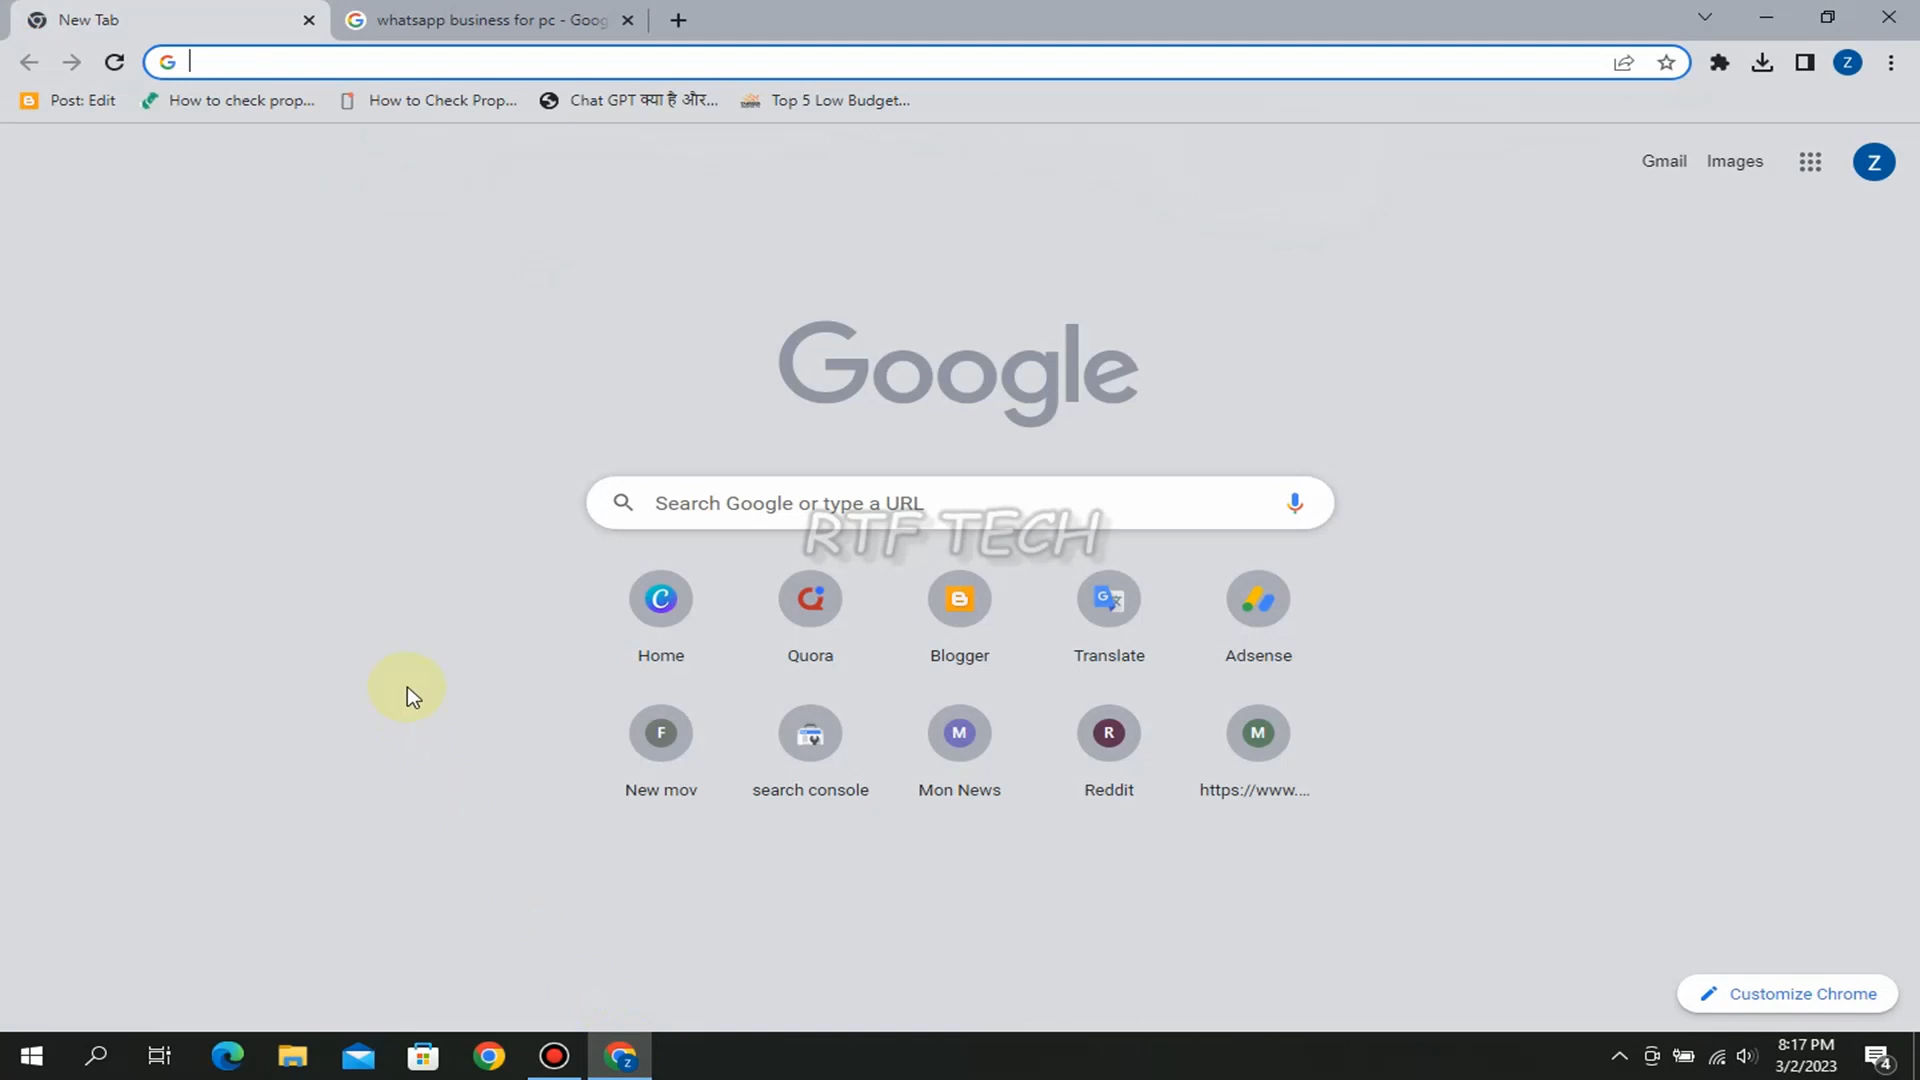 New Tab
whatsapp business for pc - Goog
Post: Edit
How to check prop...
How to Check Prop...
Chat GPT क्या है और...
Top 5 Low Budget...
Z
Gmail
Images
Z
Google
Search Google or type a URL
RTF TECH
Home
Quora
Blogger
Translate
Adsense
F
M
R
M
New mov
search console
Mon News
Reddit
https://www....
Customize Chrome
8:17 PM
3/2/2023
4